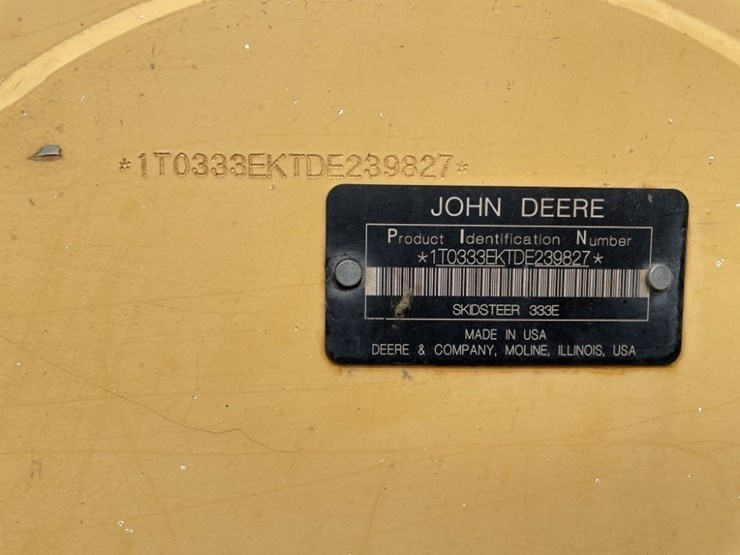 *1T0333EKTDE239827*
JOHN DEERE
Product Identification Number
*1T0333EKTDE239827*
SKIDSTEER 333E
MADE IN USA
DEERE & COMPANY, MOLINE, ILLINOIS, USA